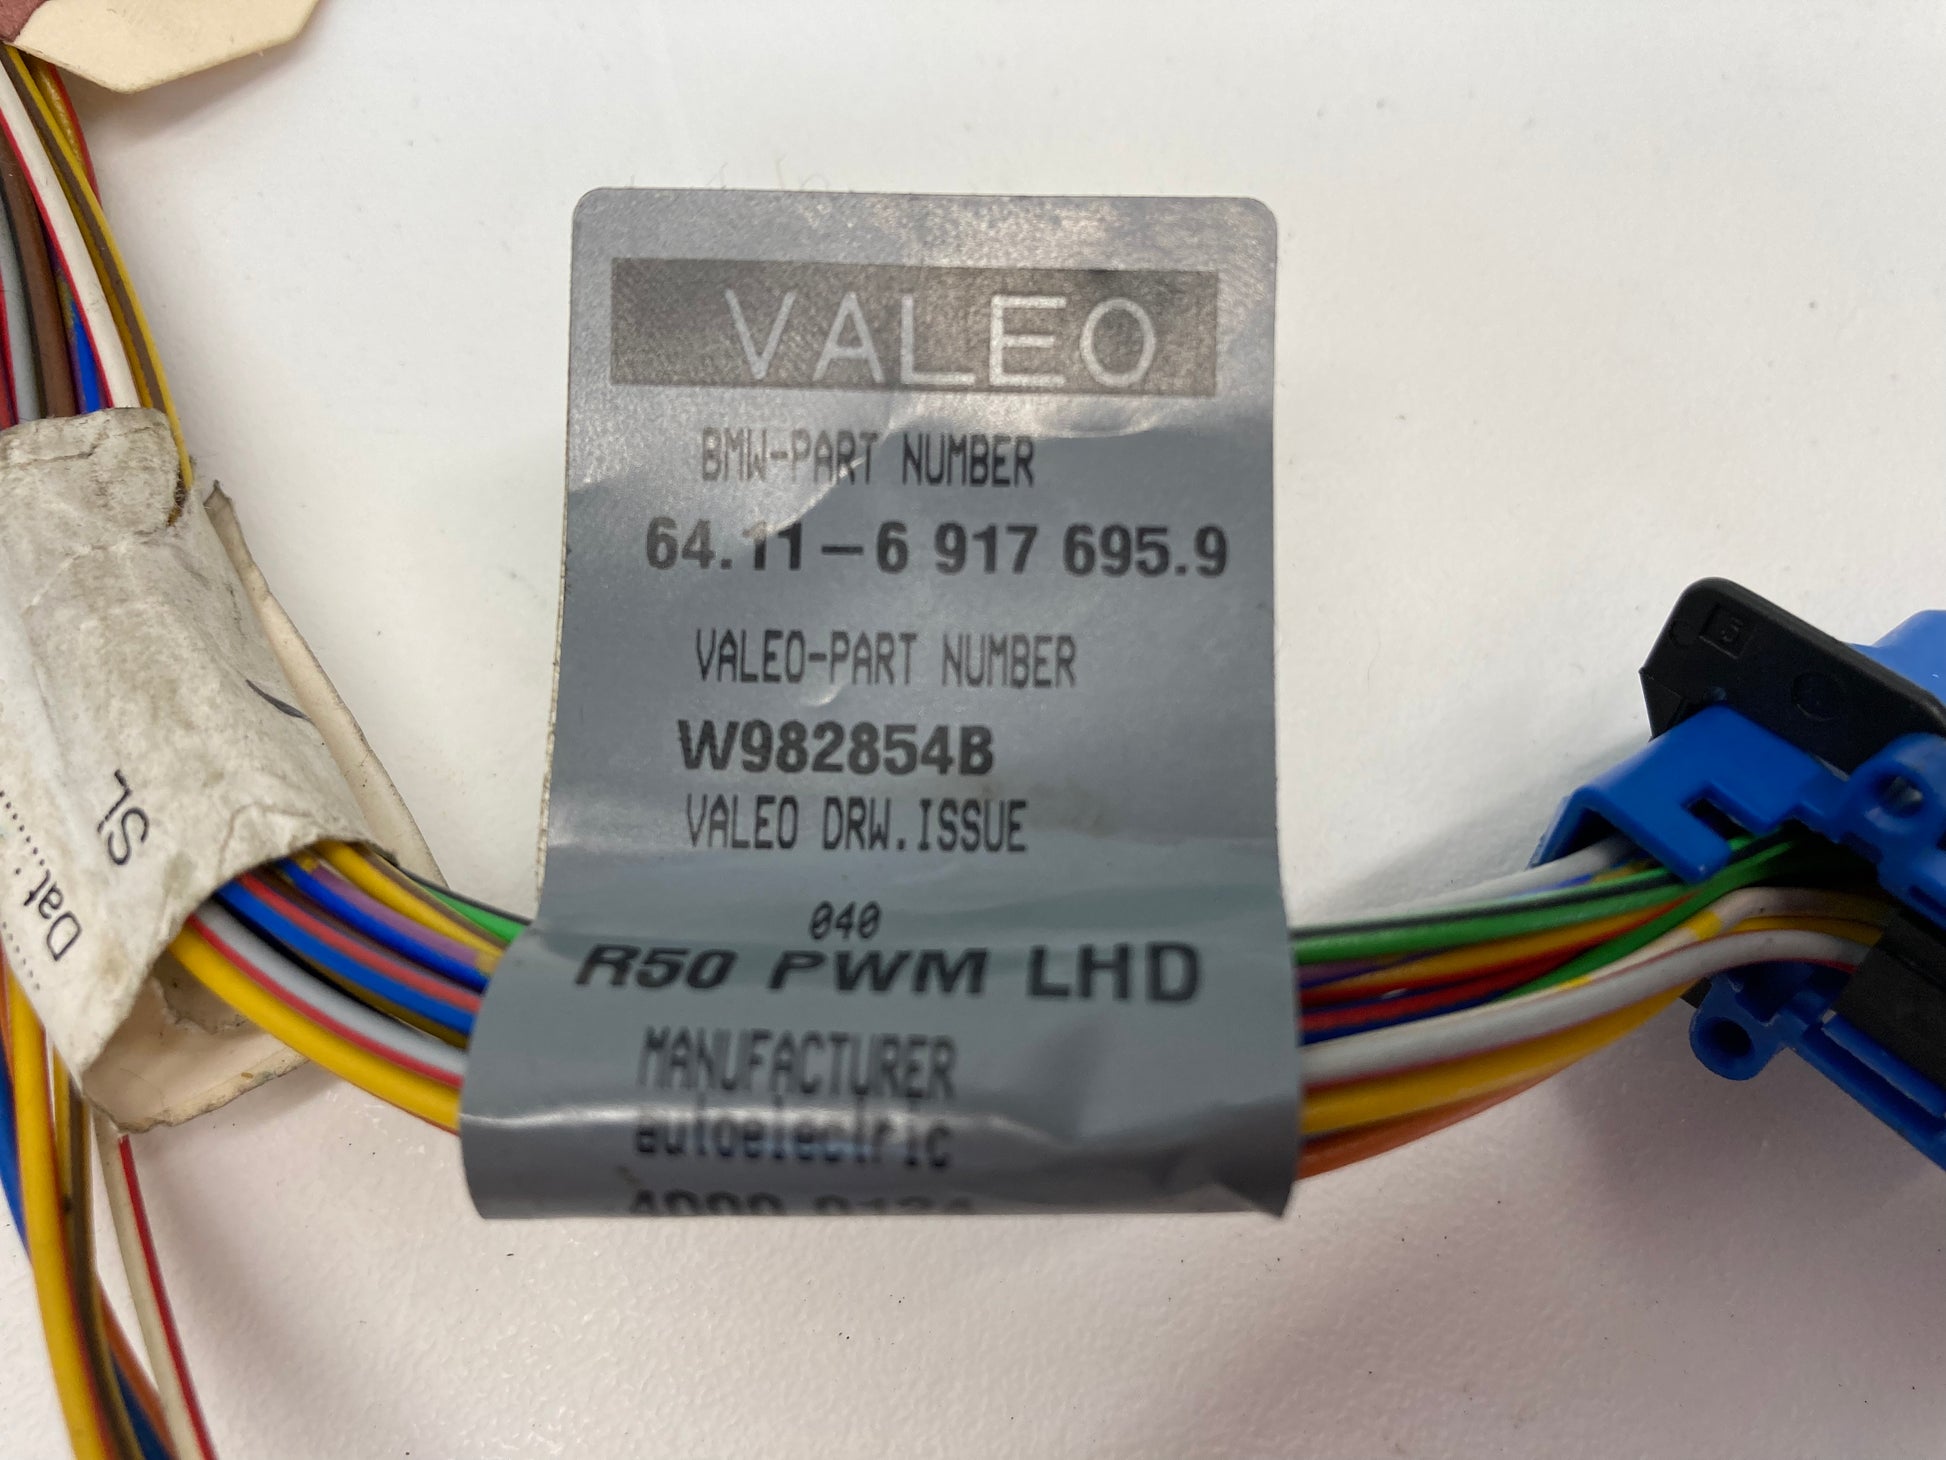 VALEO
BMW-PART NUMBER
64.11-6 917 695.9
VALEO-PART NUMBER
W982854B
VALEO DRW.ISSUE
040
R50 PWM LHD
MANUFACTURER
autoelectric
SL
Dat.: